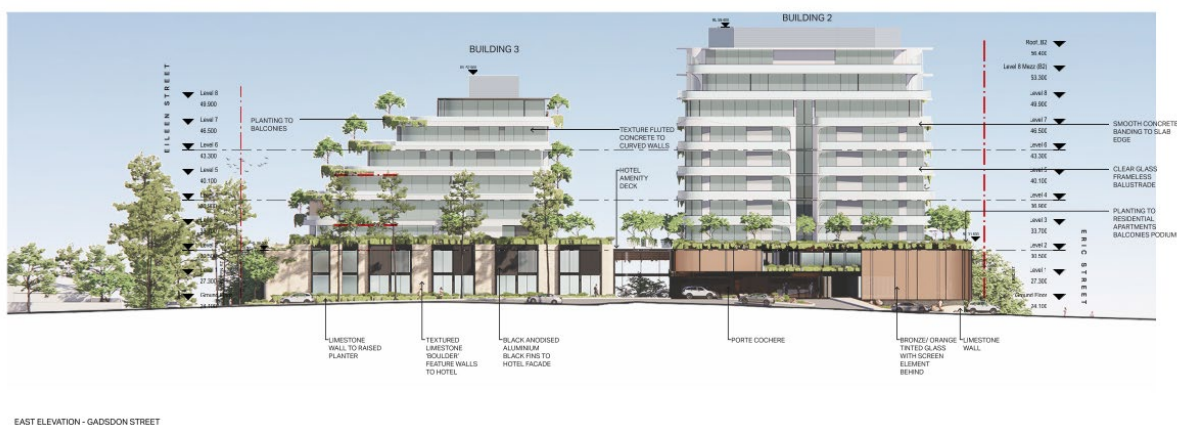 BUILDING 2
BUILDING 3
EILEEN STREET
Level 8
49.900
Level 7
46.500
Level 6
43.300
Level 5
40.100
PLANTING TO
BALCONIES
TEXTURE FLUTED
CONCRETE TO
CURVED WALLS
HOTEL
AMENITY
DECK
Roof_B2
56.400
Level 8 Mezz (B2)
53.300
Level 8
49.900
Level 7
46.500
Level 6
43.300
40.100
Level 4
36.900
Level 3
33.700
Level 2
30.500
Level 1
27.300
Ground Floor
24.100
SMOOTH CONCRETE
BANDING TO SLAB
EDGE
CLEAR GLASS
FRAMELESS
BALUSTRADE
PLANTING TO
RESIDENTIAL
APARTMENTS
BALCONIES PODIUM
ERIC STREET
LIMESTONE
WALL TO RAISED
PLANTER
TEXTURED
LIMESTONE
'BOULDER'
FEATURE WALLS
TO HOTEL
BLACK ANODISED
ALUMINIUM
BLACK FINS TO
HOTEL FACADE
PORTE COCHERE
BRONZE/ ORANGE
TINTED GLASS
WITH SCREEN
ELEMENT
BEHIND
LIMESTONE
WALL
EAST ELEVATION - GADSDON STREET